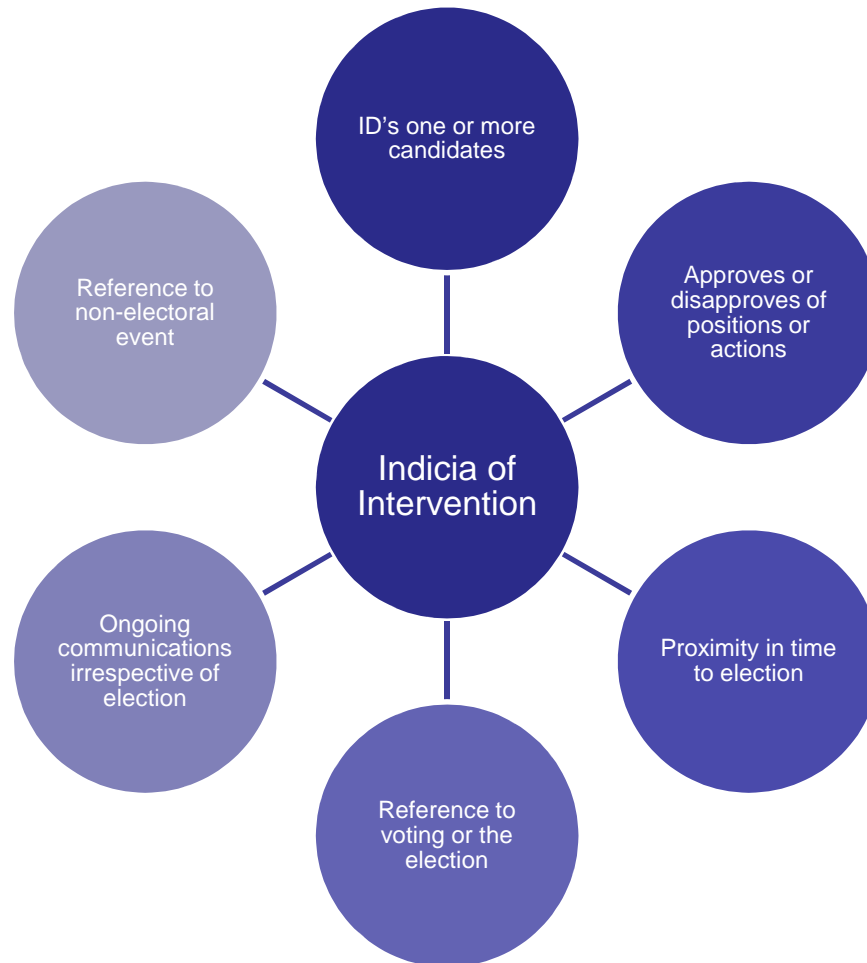 ID’s one or more
candidates
Approves or
disapproves of
positions or
actions
Proximity in time
to election
Reference to
voting or the
election
Ongoing
communications
irrespective of
election
Reference to
non-electoral
event
Indicia of
Intervention